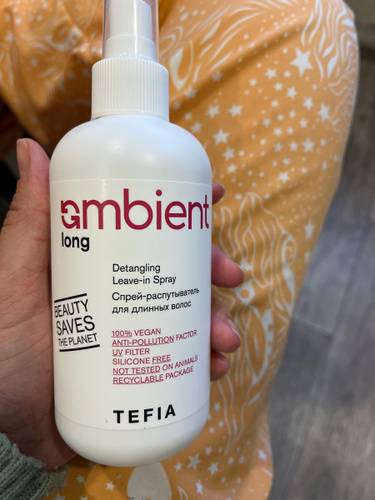 ambient
long
Detangling
Leave-in Spray
Спрей-распутыватель
для длинных волос
BEAUTY
SAVES
THE PLANET
100% VEGAN
ANTI-POLLUTION FACTOR
UV FILTER
SILICONE FREE
NOT TESTED ON ANIMALS
RECYCLABLE PACKAGE
TEFIA